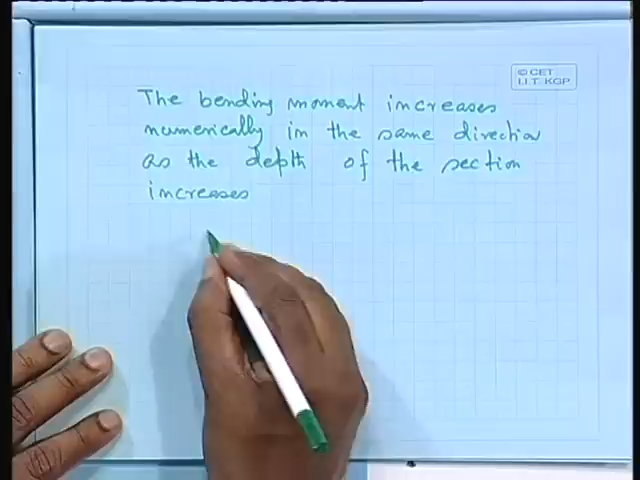 © CET
I.I.T. KGP
The bending moment increases
numerically in the same direction
as the depth of the section
increases